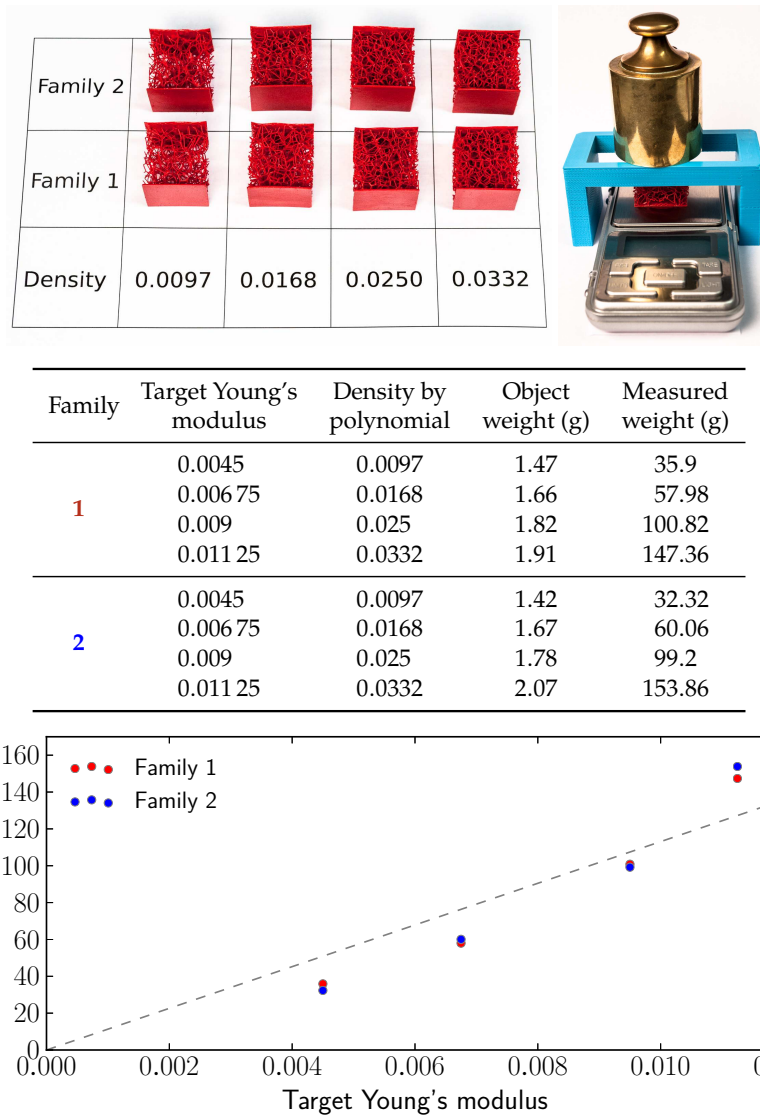 Family 2
Family 1
Density 0.0097 0.0168 0.0250 0.0332
Family Target Young's modulus Density by polynomial Object weight (g) Measured weight (g)
1
0.0045 0.0097 1.47 35.9
0.006 75 0.0168 1.66 57.98
0.009 0.025 1.82 100.82
0.011 25 0.0332 1.91 147.36
2
0.0045 0.0097 1.42 32.32
0.006 75 0.0168 1.67 60.06
0.009 0.025 1.78 99.2
0.011 25 0.0332 2.07 153.86
160
140
120
100
80
60
40
20
0
Family 1
Family 2
0.000 0.002 0.004 0.006 0.008 0.010 0
Target Young's modulus